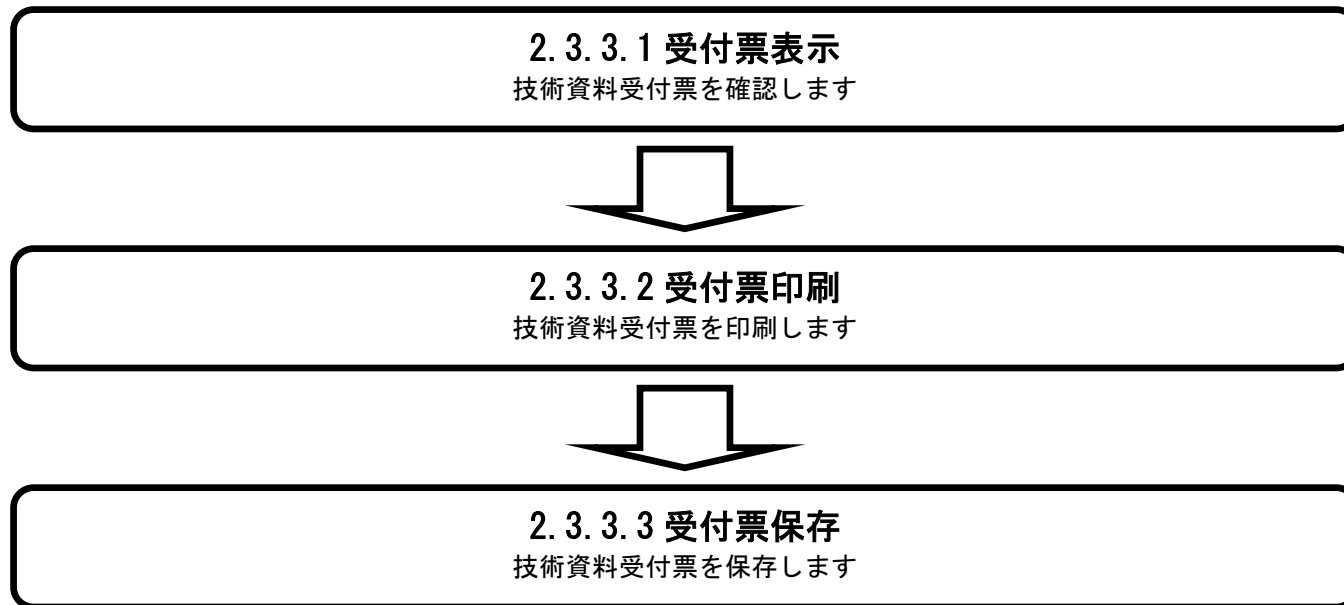 2.3.3.1 受付票表示
技術資料受付票を確認します
2.3.3.2 受付票印刷
技術資料受付票を印刷します
2.3.3.3 受付票保存
技術資料受付票を保存します